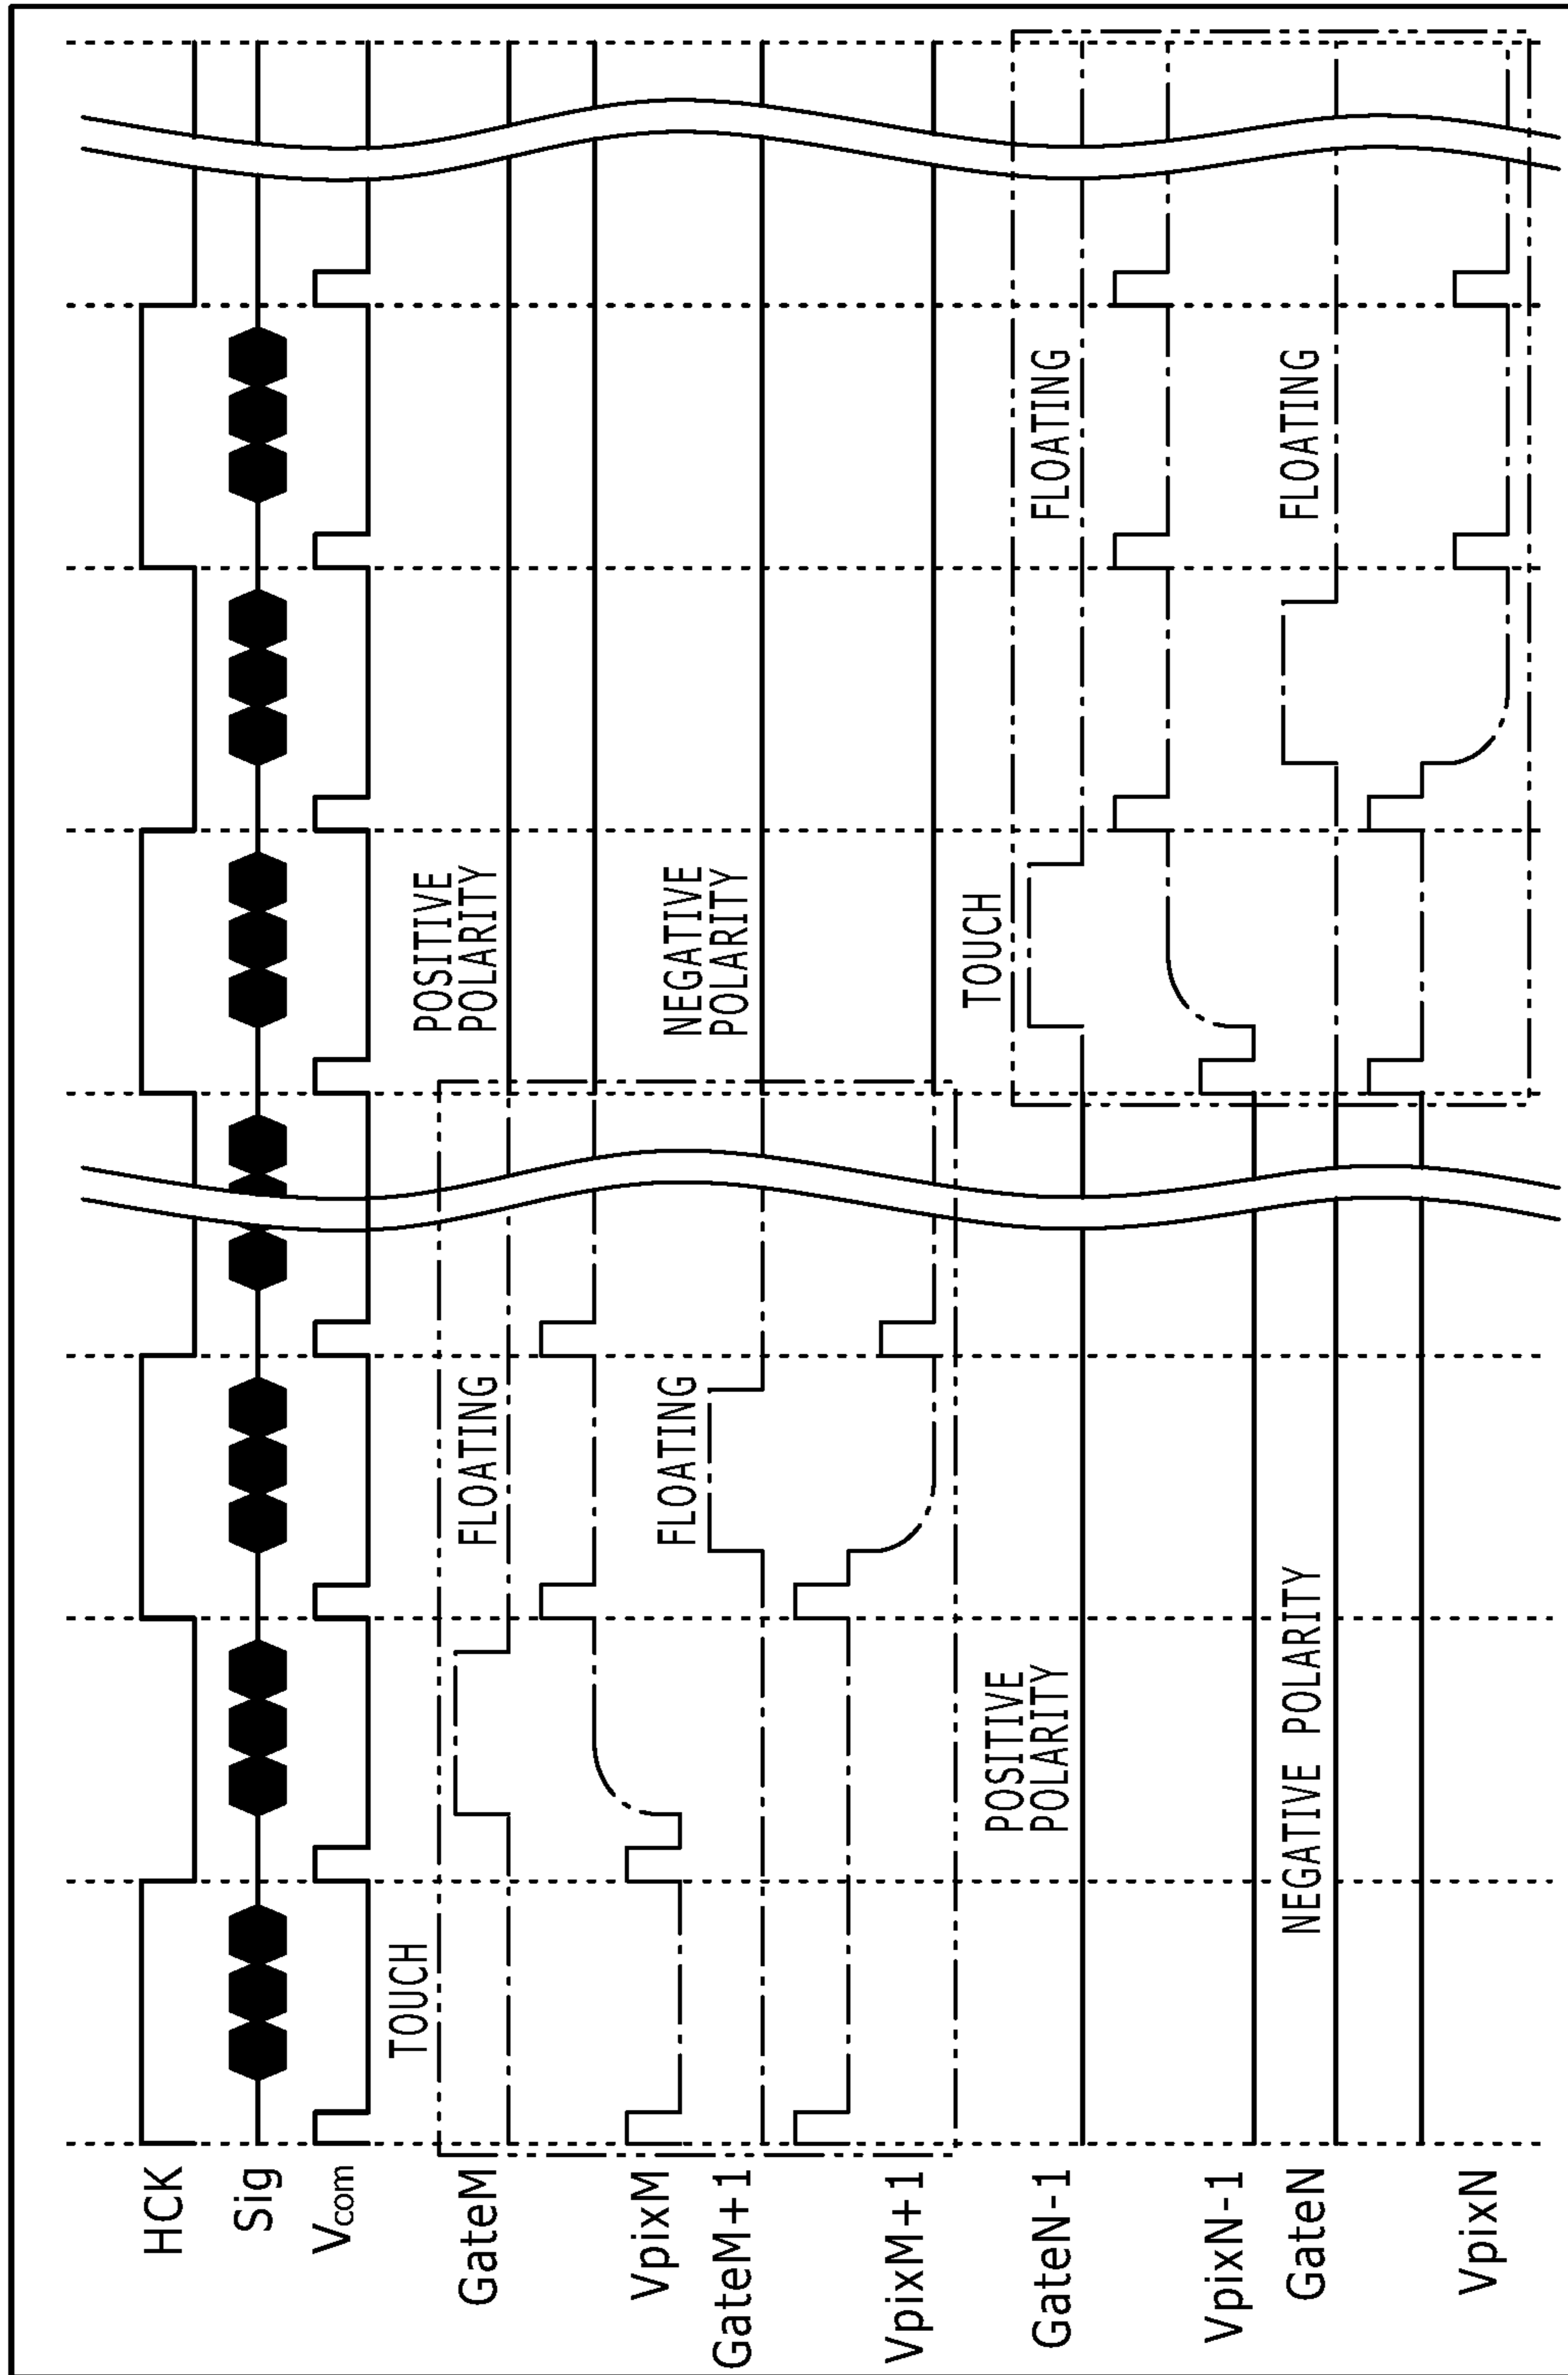 HCK
Sig
Vcom
TOUCH
GateM
FLOATING
POSITIVE
POLARITY
VpixM
GateM+1
FLOATING
NEGATIVE
POLARITY
VpixM+1
TOUCH
GateN-1
POSITIVE
POLARITY
FLOATING
VpixN-1
GateN
NEGATIVE POLARITY
FLOATING
VpixN